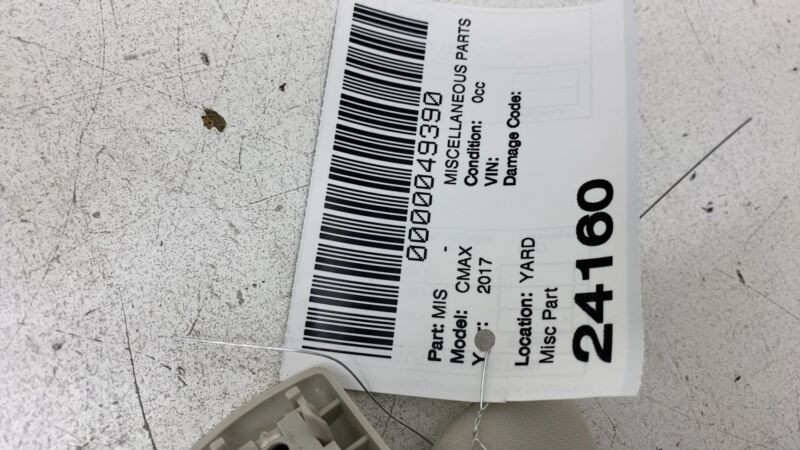 0000049390
Part: MIS - MISCELLANEOUS PARTS
Model: CMAX Condition: 0cc
2017 VIN:
Damage Code:
Location: YARD
Misc Part
24160